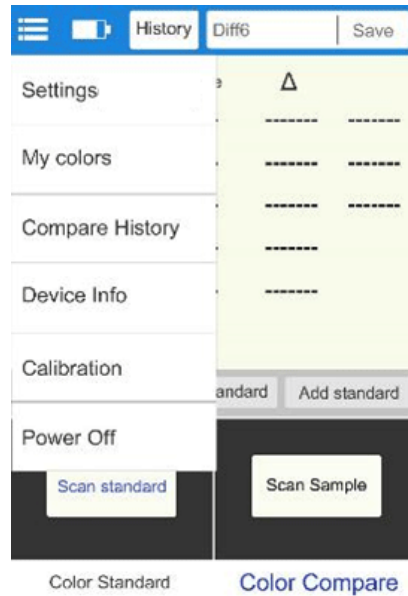 History Diff6 Save
Settings
Δ
------- -------
My colors
------- -------
------- -------
Compare History
-------
Device Info
-------
Calibration
andard Add standard
Power Off
Scan standard Scan Sample
Color Standard Color Compare